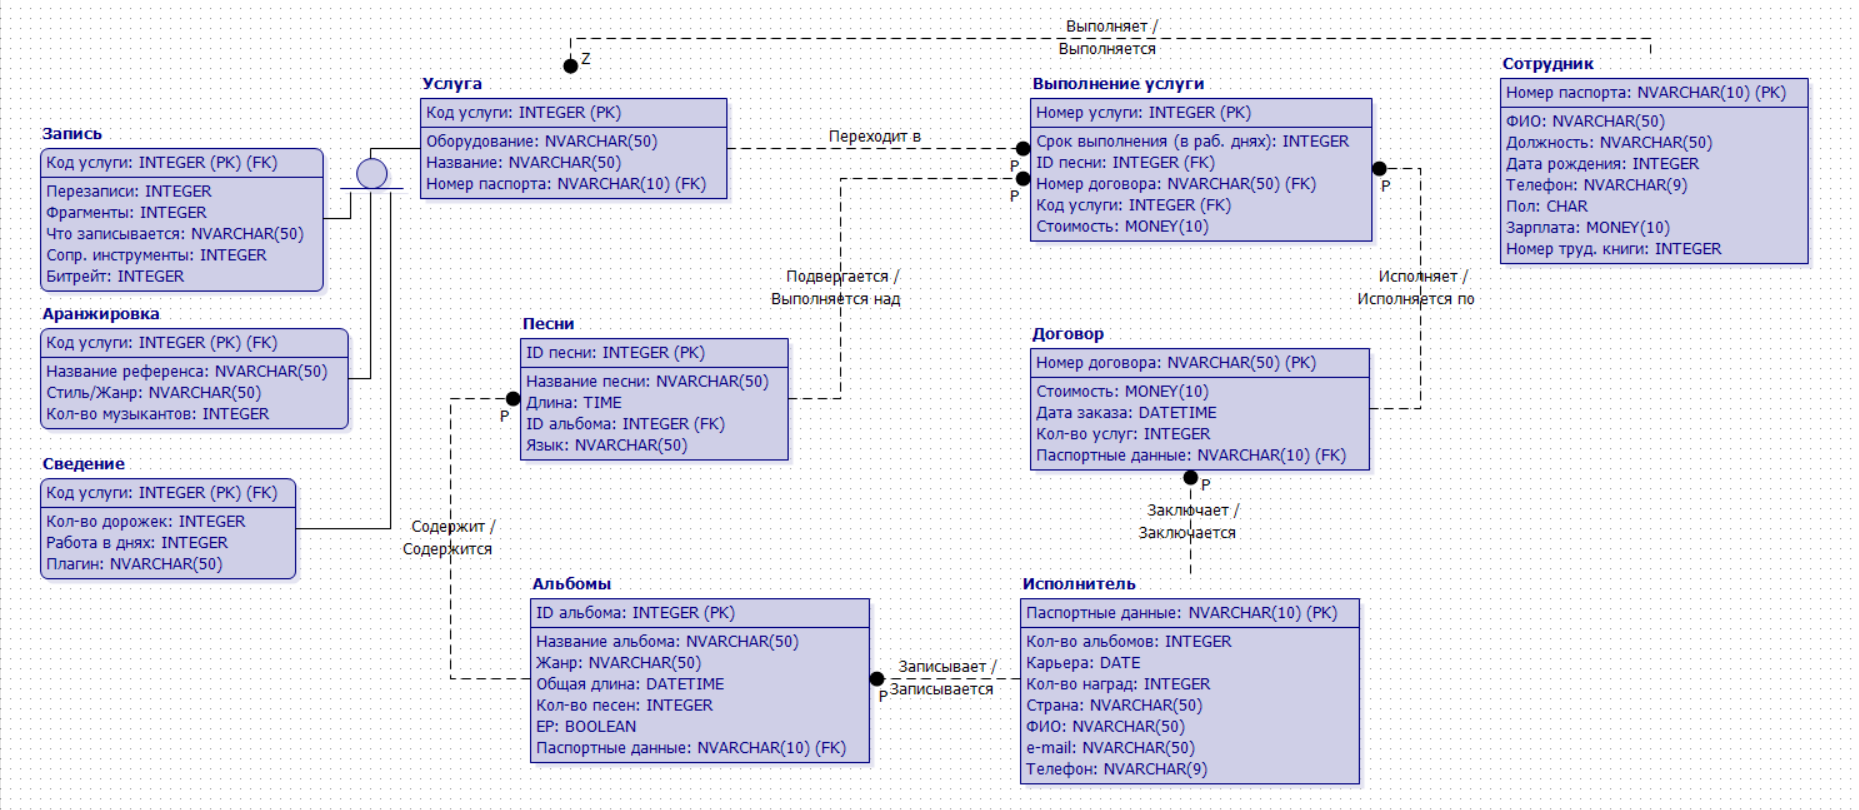 Выполняет /
Выполняется
Z
Услуга
Код услуги: INTEGER (PK)
Оборудование: NVARCHAR(50)
Название: NVARCHAR(50)
Номер паспорта: NVARCHAR(10) (FK)
Переходит в
P
P
Выполнение услуги
Номер услуги: INTEGER (PK)
Срок выполнения (в раб. днях): INTEGER
ID песни: INTEGER (FK)
Номер договора: NVARCHAR(50) (FK)
Код услуги: INTEGER (FK)
Стоимость: MONEY(10)
P
Сотрудник
Номер паспорта: NVARCHAR(10) (PK)
ФИО: NVARCHAR(50)
Должность: NVARCHAR(50)
Дата рождения: INTEGER
Телефон: NVARCHAR(9)
Пол: CHAR
Зарплата: MONEY(10)
Номер труд. книги: INTEGER
Запись
Код услуги: INTEGER (PK) (FK)
Перезаписи: INTEGER
Фрагменты: INTEGER
Что записывается: NVARCHAR(50)
Сопр. инструменты: INTEGER
Битрейт: INTEGER
Подвергается /
Выполняется над
Исполняет /
Исполняется по
Аранжировка
Код услуги: INTEGER (PK) (FK)
Название референса: NVARCHAR(50)
Стиль/Жанр: NVARCHAR(50)
Кол-во музыкантов: INTEGER
Песни
ID песни: INTEGER (PK)
Название песни: NVARCHAR(50)
Длина: TIME
ID альбома: INTEGER (FK)
Язык: NVARCHAR(50)
P
Договор
Номер договора: NVARCHAR(50) (PK)
Стоимость: MONEY(10)
Дата заказа: DATETIME
Кол-во услуг: INTEGER
Паспортные данные: NVARCHAR(10) (FK)
P
Сведение
Код услуги: INTEGER (PK) (FK)
Кол-во дорожек: INTEGER
Работа в днях: INTEGER
Плагин: NVARCHAR(50)
Содержит /
Содержится
Заключает /
Заключается
Альбомы
ID альбома: INTEGER (PK)
Название альбома: NVARCHAR(50)
Жанр: NVARCHAR(50)
Общая длина: DATETIME
Кол-во песен: INTEGER
EP: BOOLEAN
Паспортные данные: NVARCHAR(10) (FK)
Записывает /
Записывается
P
Исполнитель
Паспортные данные: NVARCHAR(10) (PK)
Кол-во альбомов: INTEGER
Карьера: DATE
Кол-во наград: INTEGER
Страна: NVARCHAR(50)
ФИО: NVARCHAR(50)
e-mail: NVARCHAR(50)
Телефон: NVARCHAR(9)